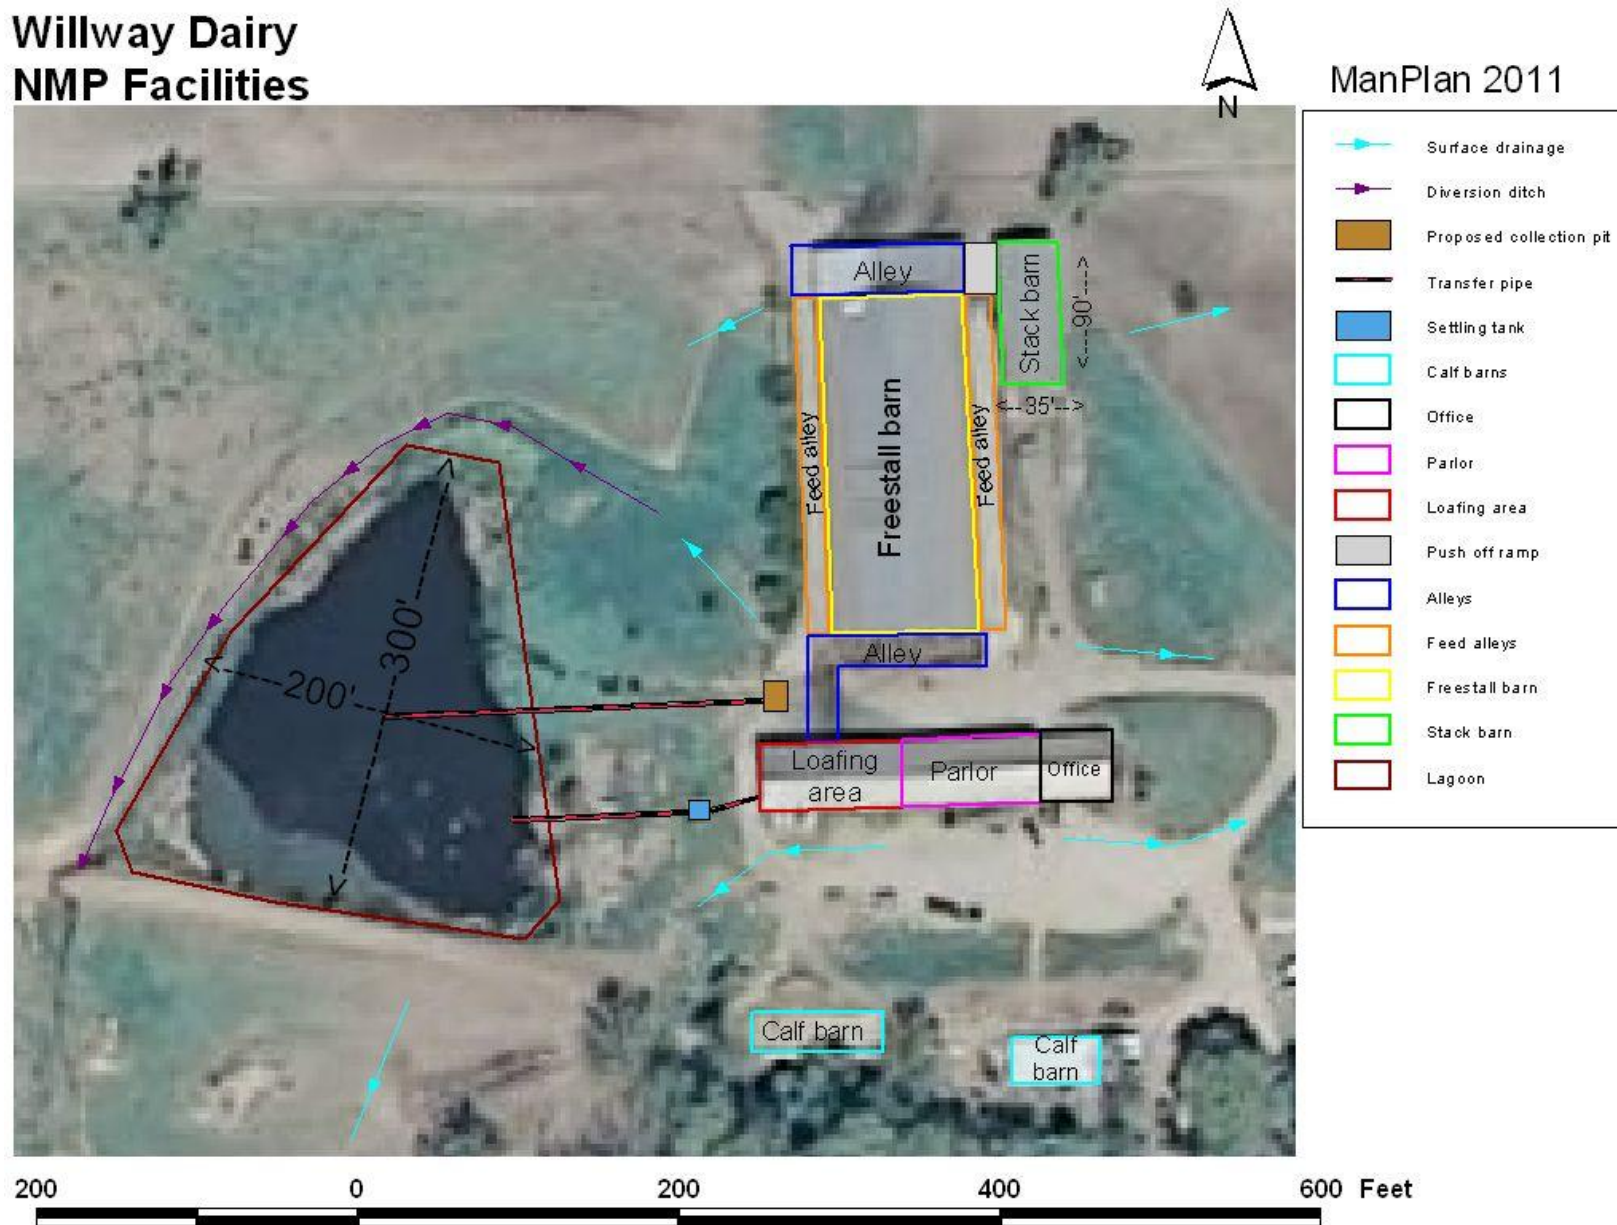 Willway Dairy
NMP Facilities
N
ManPlan 2011
Surface drainage
Diversion ditch
Proposed collection pit
Transfer pipe
Settling tank
Calf barns
Office
Parlor
Loafing area
Push off ramp
Alleys
Feed alleys
Freestall barn
Stack barn
Lagoon
Alley
Stack barn
<---90'--->
<--35'-->
Feed alley
Freestall barn
Feed alley
300'
200'
Alley
Loafing
area
Parlor
Office
Calf barn
Calf
barn
200 0 200 400 600 Feet